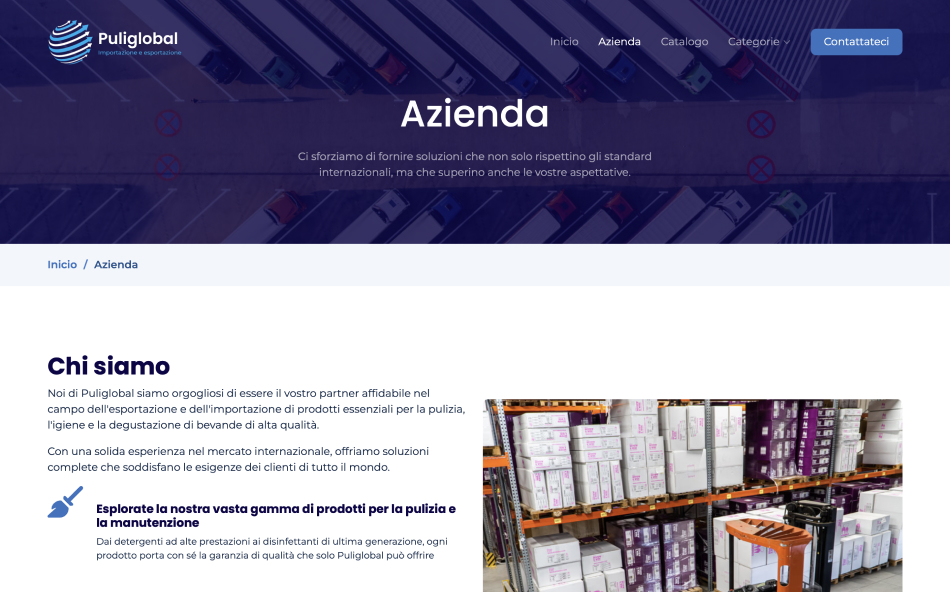 Puliglobal
importazione e esportazione
Inicio
Azienda
Catalogo
Categorie
Contattateci
Azienda
Ci sforziamo di fornire soluzioni che non solo rispettino gli standard
internazionali, ma che superino anche le vostre aspettative.
Inicio / Azienda
Chi siamo
Noi di Puliglobal siamo orgogliosi di essere il vostro partner affidabile nel
campo dell'esportazione e dell'importazione di prodotti essenziali per la pulizia,
l'igiene e la degustazione di bevande di alta qualità.
Con una solida esperienza nel mercato internazionale, offriamo soluzioni
complete che soddisfano le esigenze dei clienti di tutto il mondo.
Esplorate la nostra vasta gamma di prodotti per la pulizia e
la manutenzione
Dai detergenti ad alte prestazioni ai disinfettanti di ultima generazione, ogni
prodotto porta con sé la garanzia di qualità che solo Puliglobal può offrire